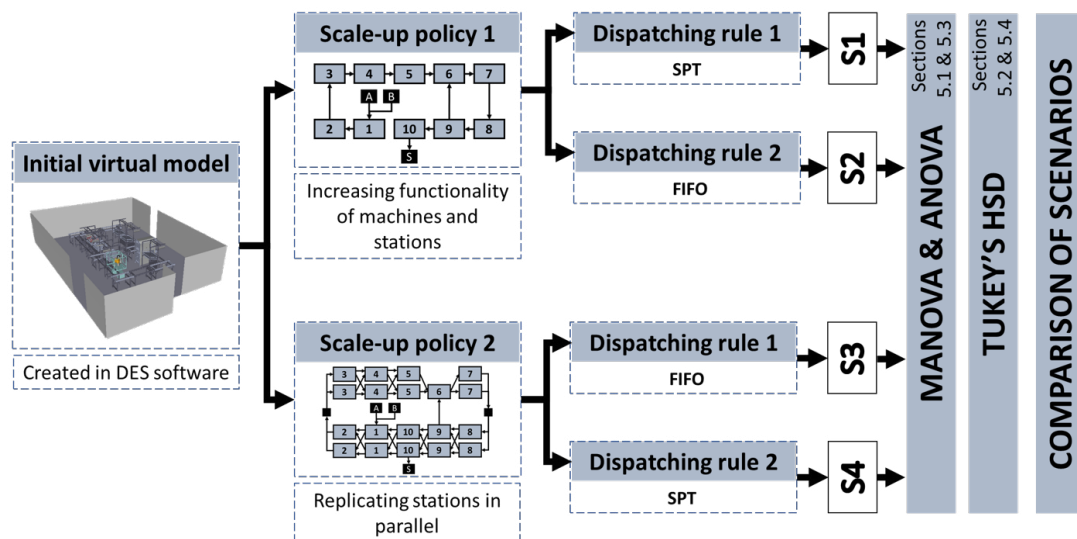 Initial virtual model
Created in DES software
Scale-up policy 1
3 4 5 6 7
A B
2 1 10 9 8
S
Increasing functionality
of machines and
stations
Scale-up policy 2
3 4 5 7
3 4 5 6 7
A B
2 1 10 9 8
2 1 10 9 8
S
Replicating stations in
parallel
Dispatching rule 1
SPT
Dispatching rule 2
FIFO
Dispatching rule 1
FIFO
Dispatching rule 2
SPT
S1
S2
S3
S4
MANOVA & ANOVA
Sections
5.1 & 5.3
TUKEY’S HSD
Sections
5.2 & 5.4
COMPARISON OF SCENARIOS